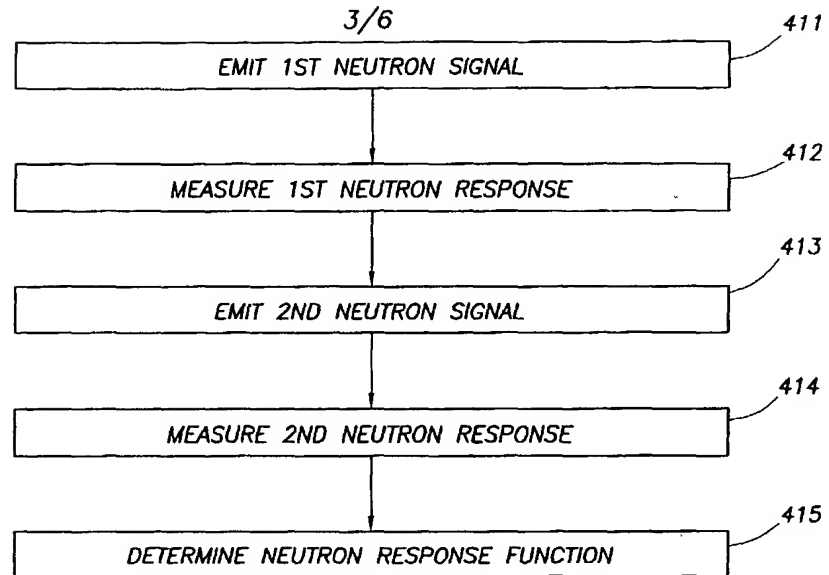 3/6
411
EMIT 1ST NEUTRON SIGNAL
412
MEASURE 1ST NEUTRON RESPONSE
413
EMIT 2ND NEUTRON SIGNAL
414
MEASURE 2ND NEUTRON RESPONSE
415
DETERMINE NEUTRON RESPONSE FUNCTION